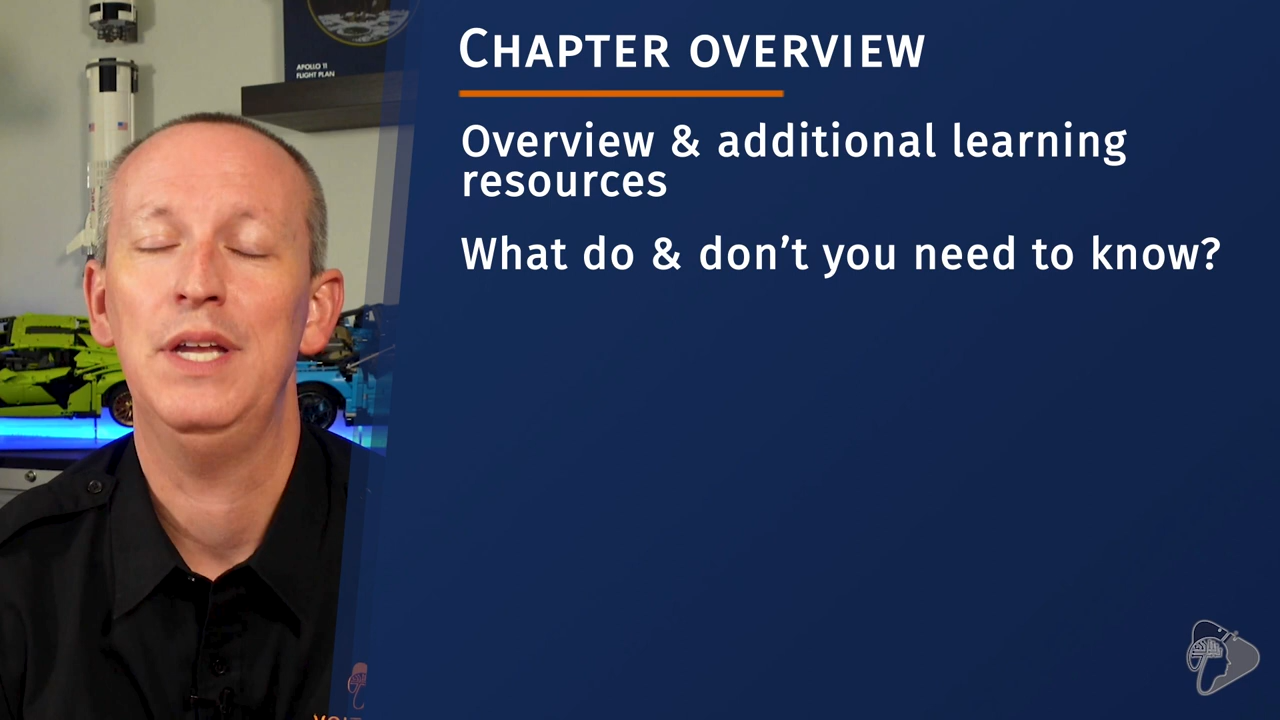 APOLLO 11
FLIGHT PLAN
Chapter overview
Overview & additional learning
resources
What do & don’t you need to know?